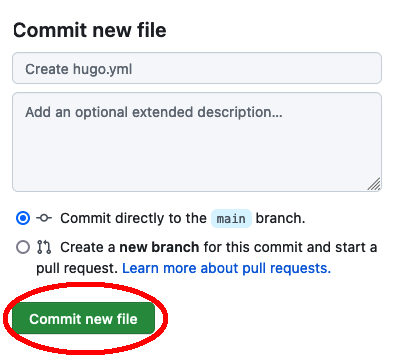 Commit new file
Create hugo.yml
Add an optional extended description...
Commit directly to the main branch.
Create a new branch for this commit and start a
pull request. Learn more about pull requests.
Commit new file